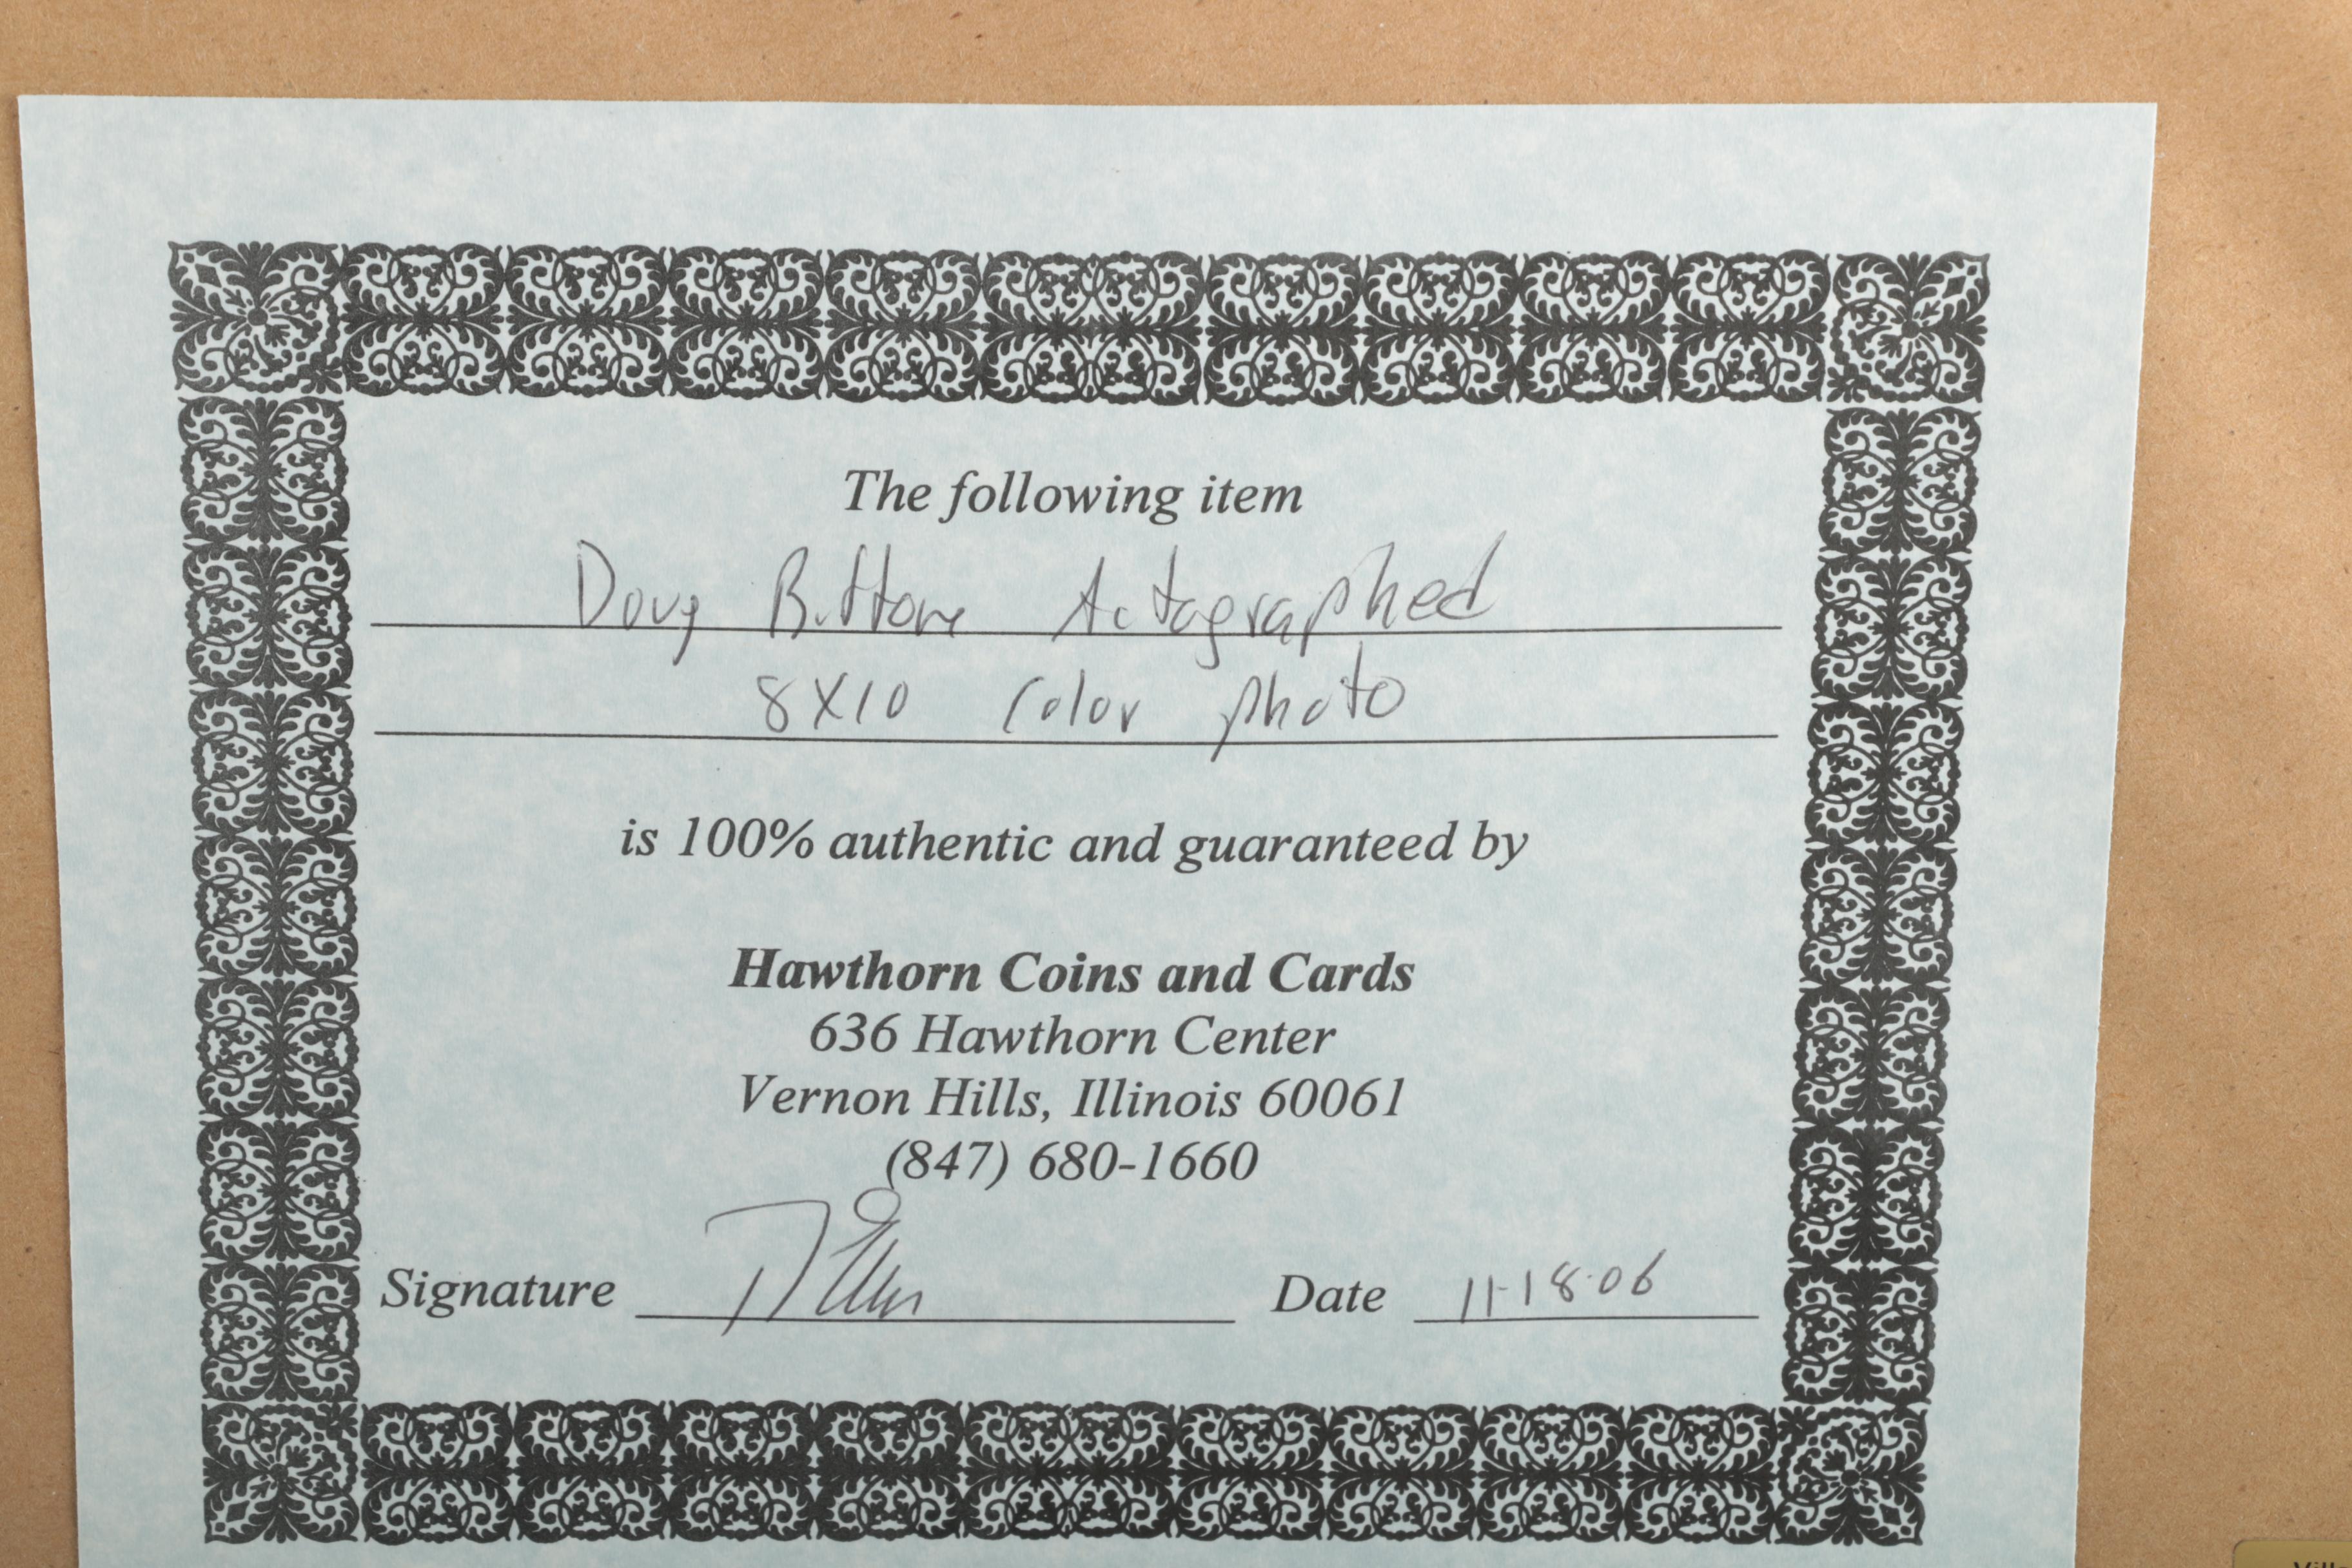 The following item
Doug Buffone Autographed
8X10 Color photo
is 100% authentic and guaranteed by
Hawthorn Coins and Cards
636 Hawthorn Center
Vernon Hills, Illinois 60061
(847) 680-1660
Signature
Date 11-18-06